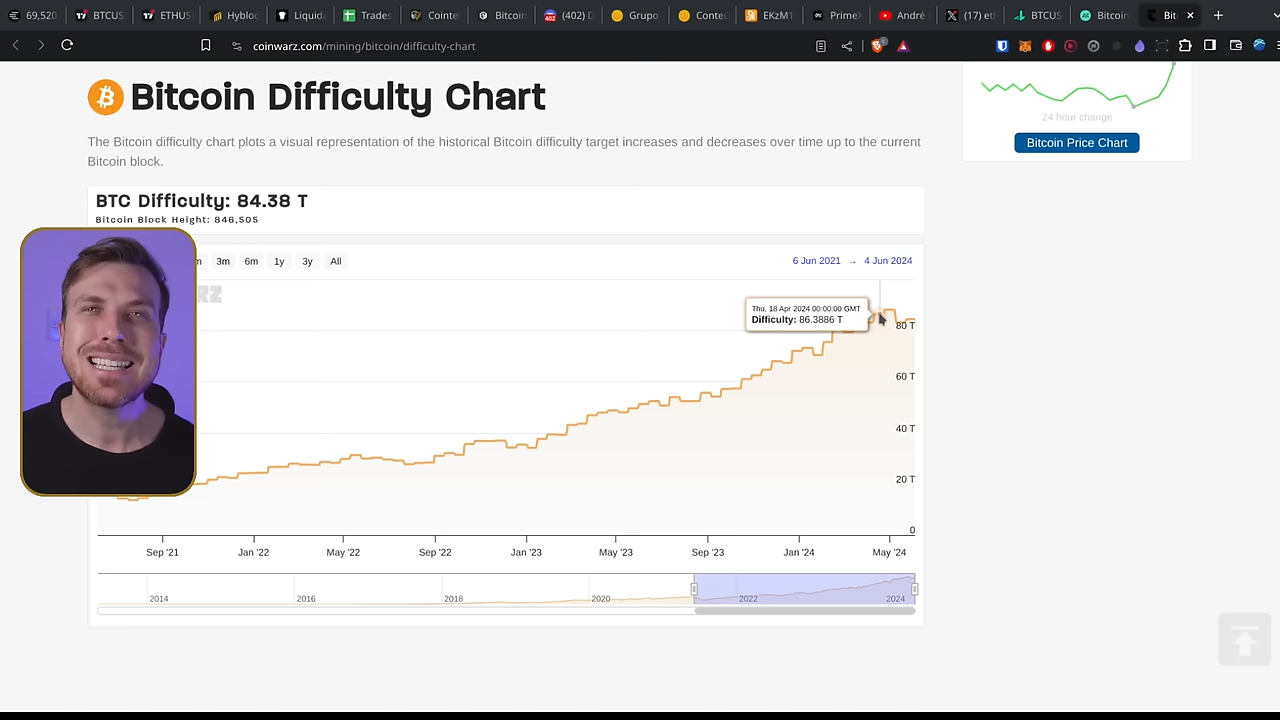 69,520 BTCUS ETHUS Hybloc Liquida Trades Cointe Bitcoin (402) D Grupo Conteú EKzM1 PrimeX André (17) et BTCUS Bitcoin Bit
coinwarz.com/mining/bitcoin/difficulty-chart
Bitcoin Difficulty Chart
The Bitcoin difficulty chart plots a visual representation of the historical Bitcoin difficulty target increases and decreases over time up to the current
Bitcoin block.
24 hour change
Bitcoin Price Chart
BTC Difficulty: 84.38 T
Bitcoin Block Height: 846,505
3m 6m 1y 3y All
6 Jun 2021 → 4 Jun 2024
RZ
Thu, 18 Apr 2024 00:00:00 GMT
Difficulty: 86.3886 T
80 T
60 T
40 T
20 T
0
Sep '21 Jan '22 May '22 Sep '22 Jan '23 May '23 Sep '23 Jan '24 May '24
2014 2016 2018 2020 2022 2024